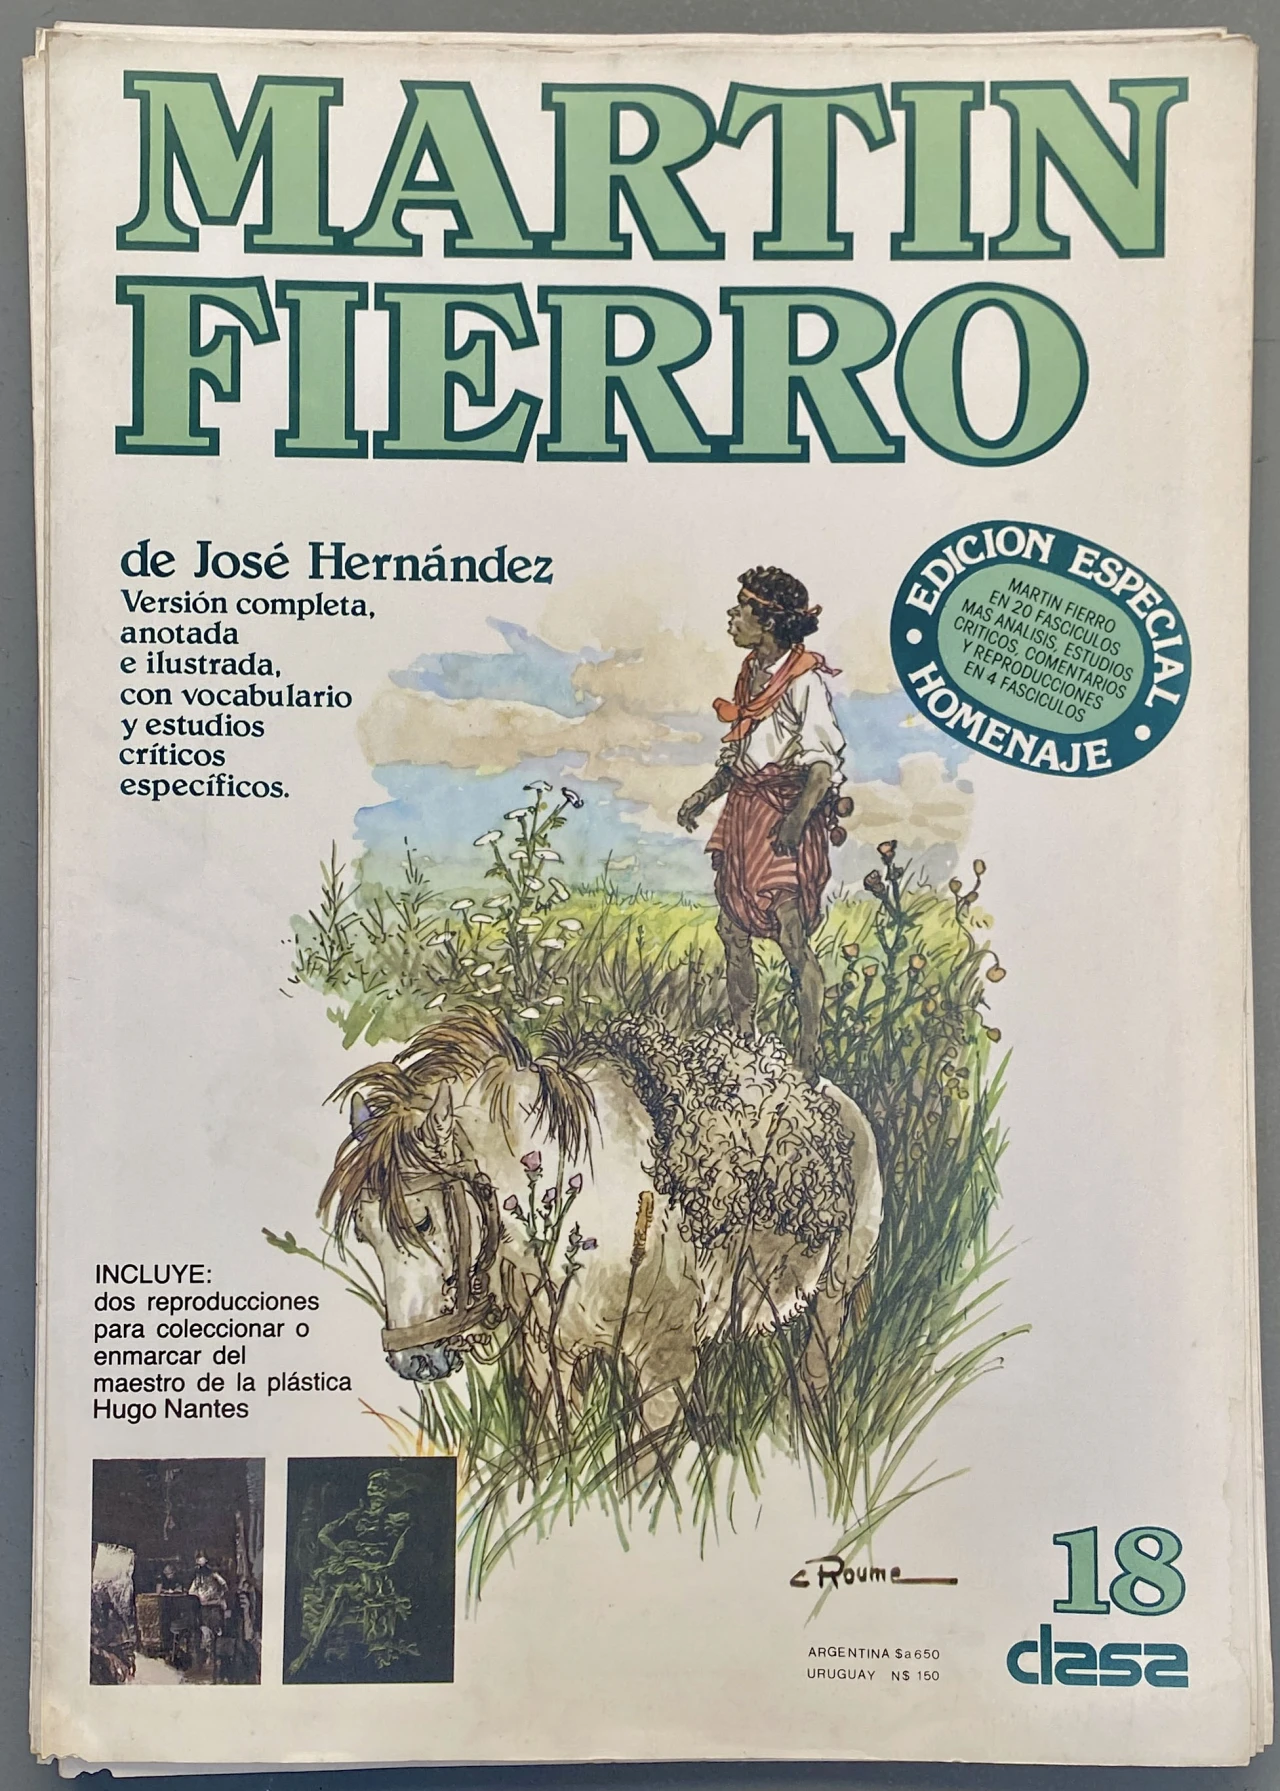 MARTIN
FIERRO
de José Hernández
Versión completa,
anotada
e ilustrada,
con vocabulario
y estudios
críticos
específicos.
EDICION ESPECIAL
• HOMENAJE •
MARTIN FIERRO
EN 20 FASCICULOS
MAS ANALISIS, ESTUDIOS
CRITICOS, COMENTARIOS
Y REPRODUCCIONES
EN 4 FASCICULOS
INCLUYE:
dos reproducciones
para coleccionar o
enmarcar del
maestro de la plástica
Hugo Nantes
C Roume
18
clasa
ARGENTINA $a 650
URUGUAY N$ 150